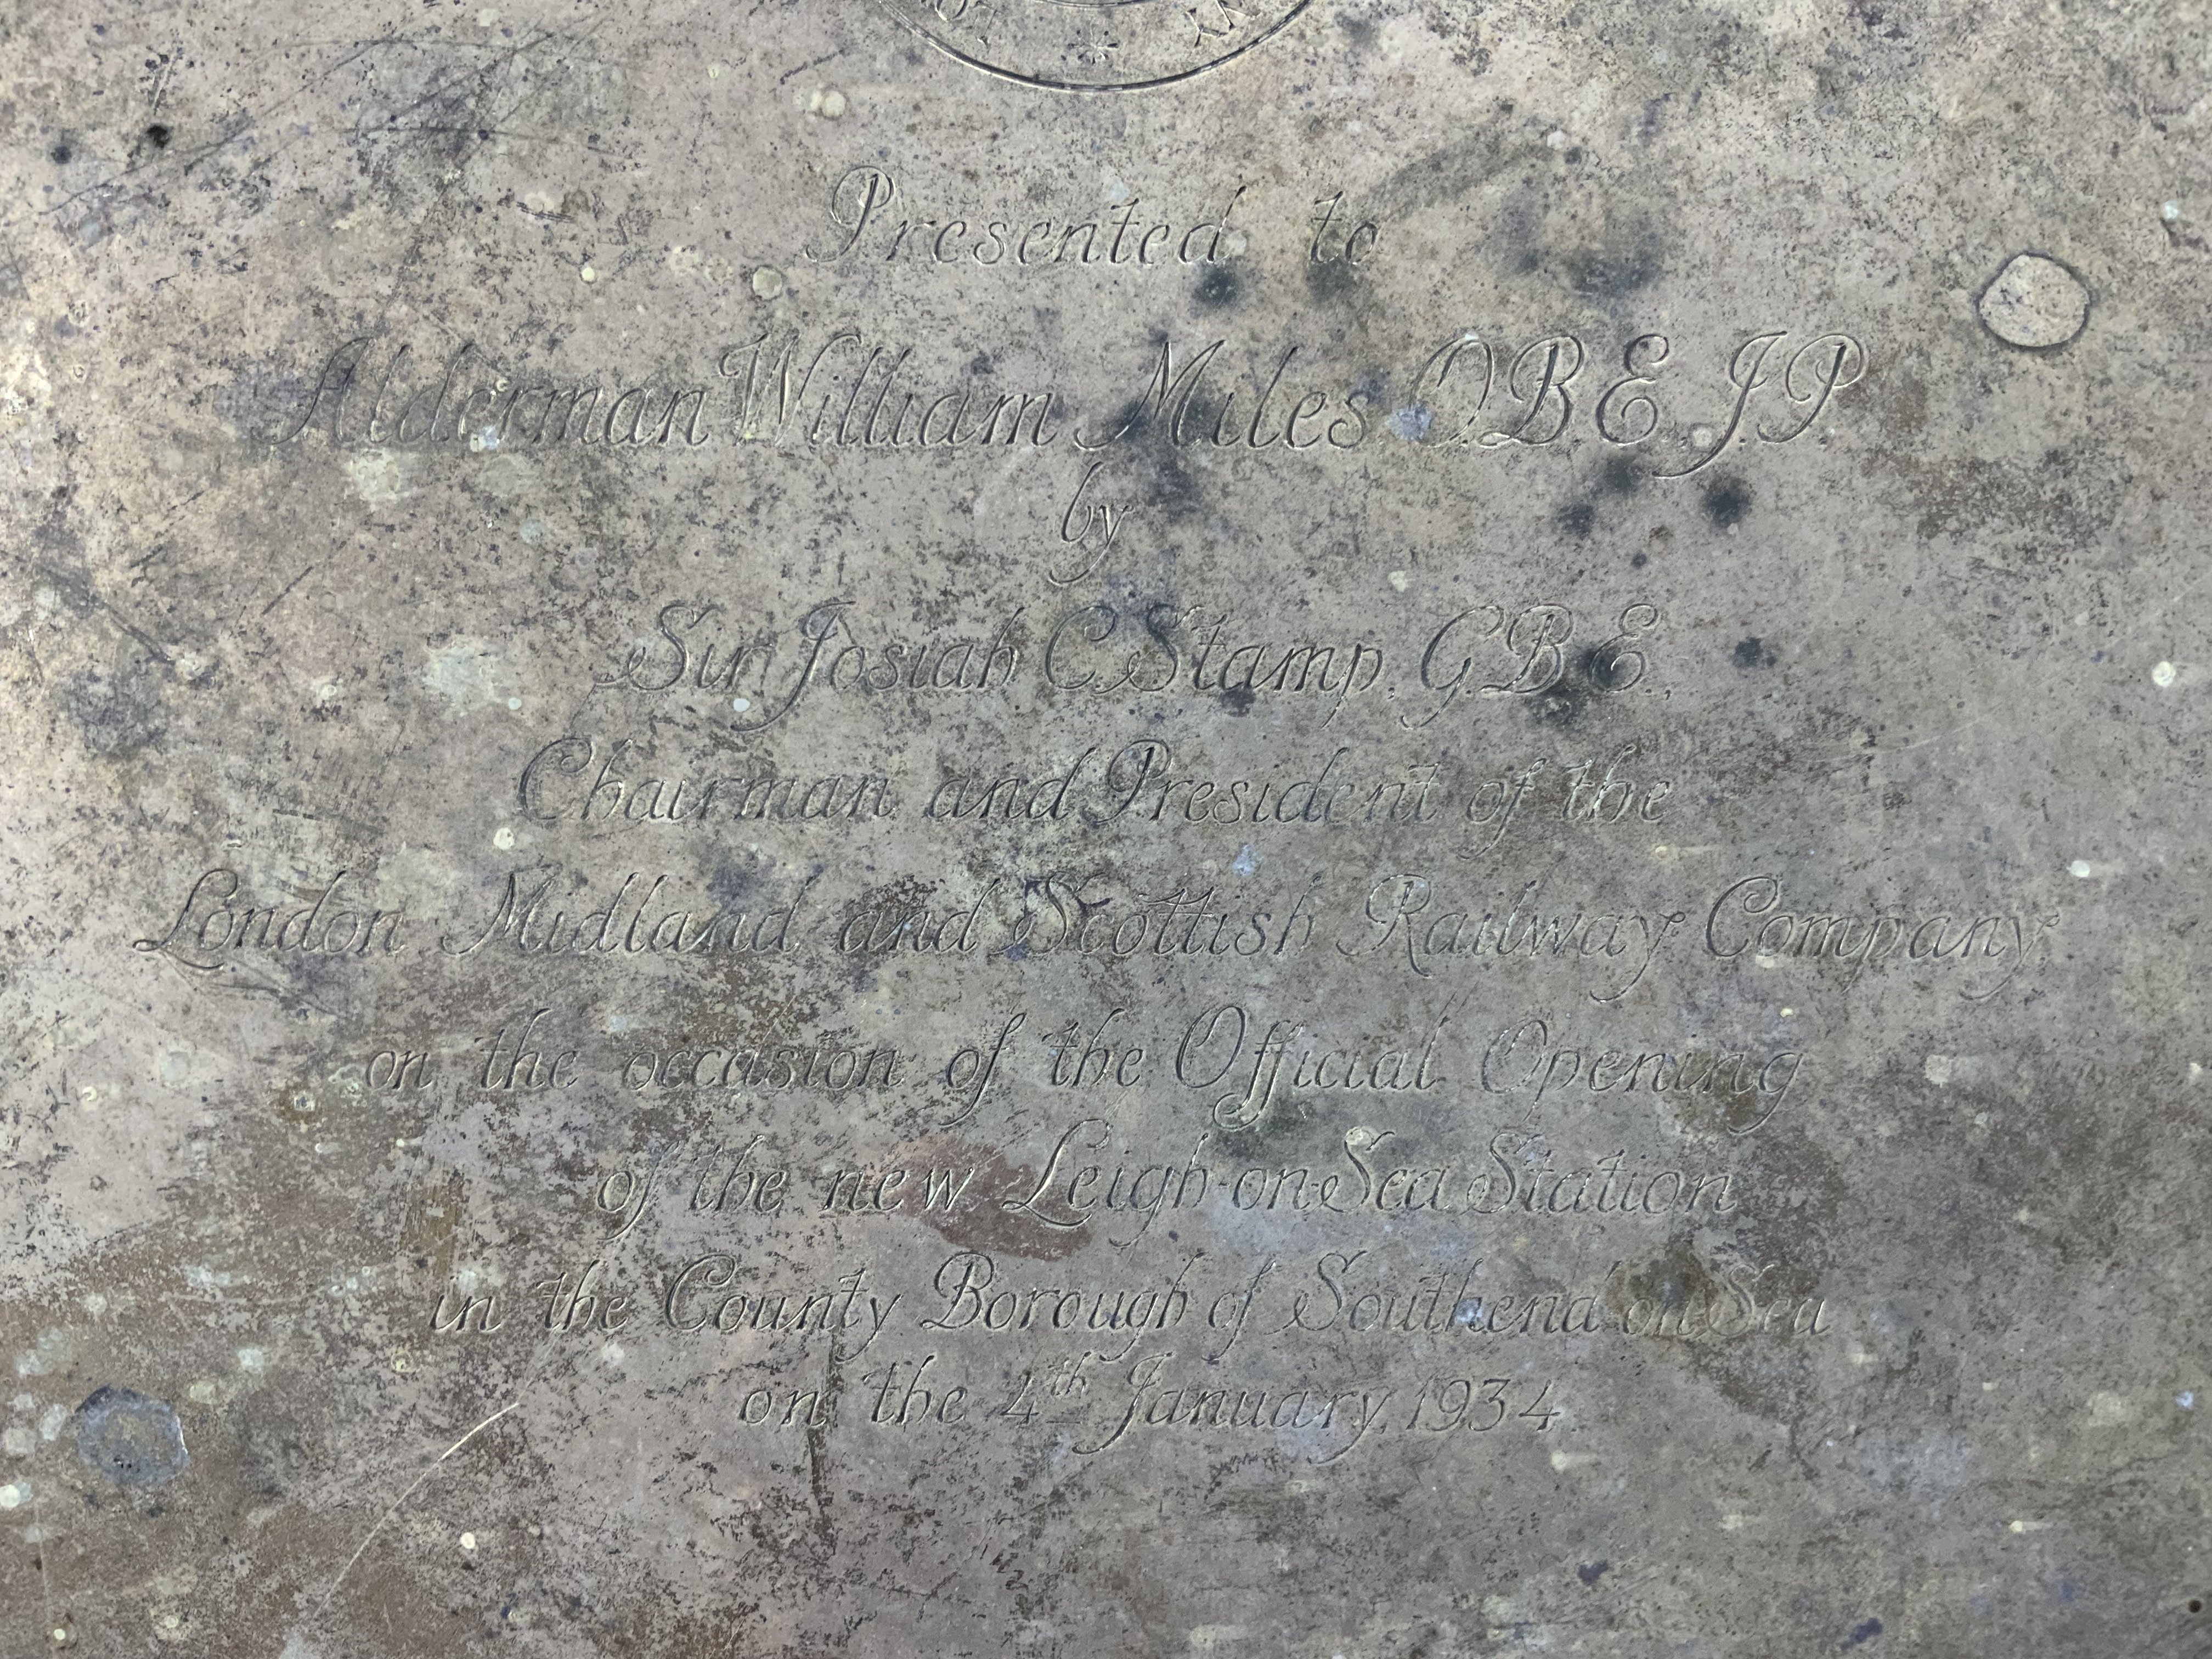 Presented to
Alderman William Miles O.B.E. J.P.
by
Sir Josiah C. Stamp, G.B.E.,
Chairman and President of the
London Midland and Scottish Railway Company
on the occasion of the Official Opening
of the new Leigh-on-Sea Station
in the County Borough of Southend on Sea
on the 4th January, 1934.